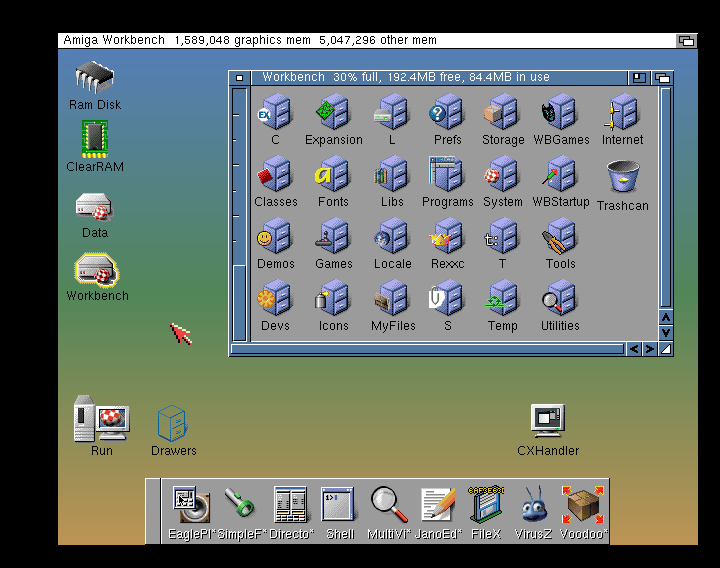 Amiga Workbench 1,589,048 graphics mem 5,047,296 other mem
Workbench 30% full, 192.4MB free, 84.4MB in use
Ram Disk
ClearRAM
Data
Workbench
C Expansion L Prefs Storage WBGames Internet
Classes Fonts Libs Programs System WBStartup Trashcan
Demos Games Locale Rexxc T Tools
Devs Icons MyFiles S Temp Utilities
Run Drawers CXHandler
EaglePl* SimpleF* Directo* Shell MultiVi* JanoEd* FileX VirusZ Voodoo*